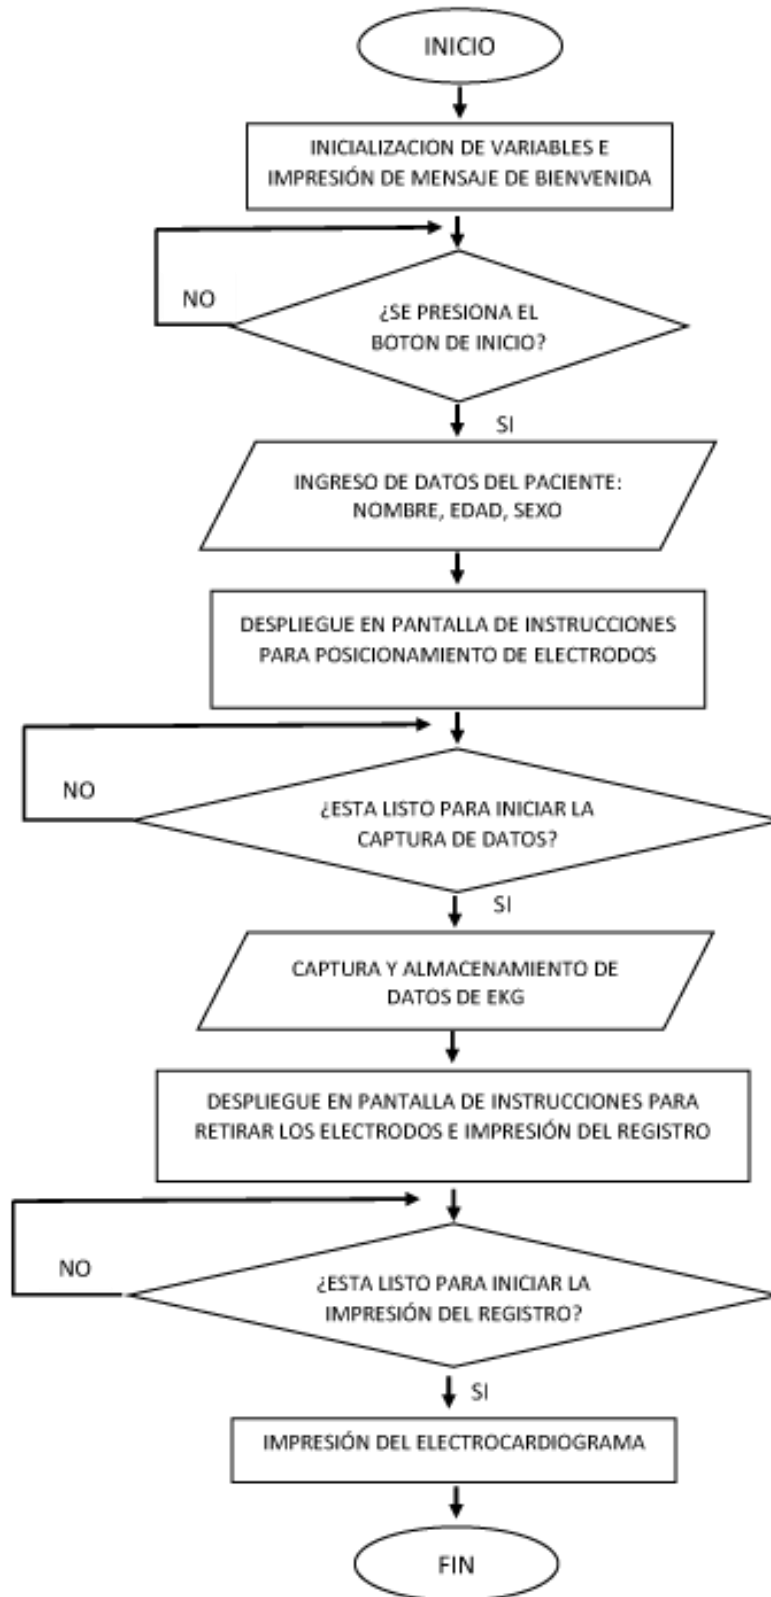 INICIO
INICIALIZACION DE VARIABLES E
IMPRESIÓN DE MENSAJE DE BIENVENIDA
NO
¿SE PRESIONA EL
BOTON DE INICIO?
SI
INGRESO DE DATOS DEL PACIENTE:
NOMBRE, EDAD, SEXO
DESPLIEGUE EN PANTALLA DE INSTRUCCIONES
PARA POSICIONAMIENTO DE ELECTRODOS
NO
¿ESTA LISTO PARA INICIAR LA
CAPTURA DE DATOS?
SI
CAPTURA Y ALMACENAMIENTO DE
DATOS DE EKG
DESPLIEGUE EN PANTALLA DE INSTRUCCIONES PARA
RETIRAR LOS ELECTRODOS E IMPRESIÓN DEL REGISTRO
NO
¿ESTA LISTO PARA INICIAR LA
IMPRESIÓN DEL REGISTRO?
SI
IMPRESIÓN DEL ELECTROCARDIOGRAMA
FIN